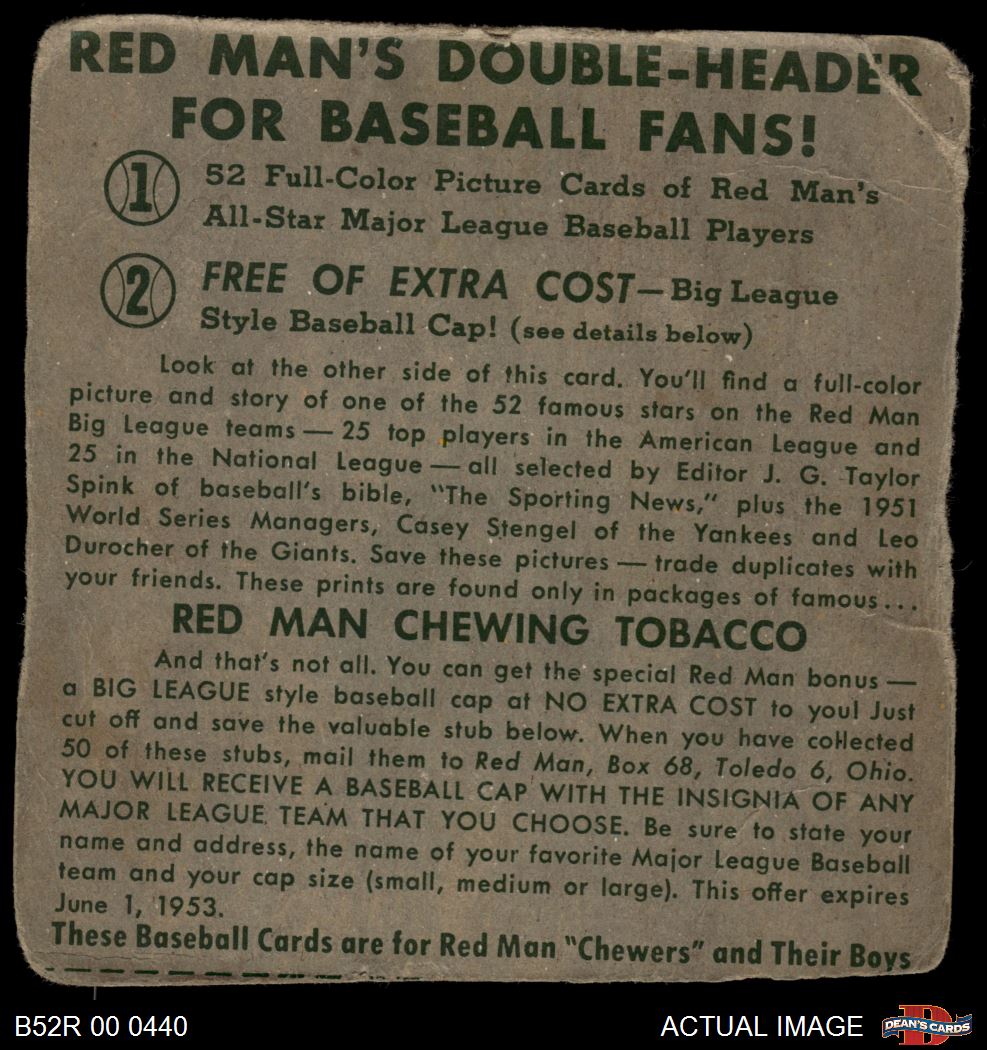 RED MAN'S DOUBLE-HEADER
FOR BASEBALL FANS!
1 52 Full-Color Picture Cards of Red Man's
All-Star Major League Baseball Players
2 FREE OF EXTRA COST—Big League
Style Baseball Cap! (see details below)
Look at the other side of this card. You'll find a full-color
picture and story of one of the 52 famous stars on the Red Man
Big League teams — 25 top players in the American League and
25 in the National League — all selected by Editor J. G. Taylor
Spink of baseball's bible, "The Sporting News," plus the 1951
World Series Managers, Casey Stengel of the Yankees and Leo
Durocher of the Giants. Save these pictures — trade duplicates with
your friends. These prints are found only in packages of famous...
RED MAN CHEWING TOBACCO
And that's not all. You can get the special Red Man bonus —
a BIG LEAGUE style baseball cap at NO EXTRA COST to you! Just
cut off and save the valuable stub below. When you have collected
50 of these stubs, mail them to Red Man, Box 68, Toledo 6, Ohio.
YOU WILL RECEIVE A BASEBALL CAP WITH THE INSIGNIA OF ANY
MAJOR LEAGUE TEAM THAT YOU CHOOSE. Be sure to state your
name and address, the name of your favorite Major League Baseball
team and your cap size (small, medium or large). This offer expires
June 1, 1953.
These Baseball Cards are for Red Man "Chewers" and Their Boys
B52R 00 0440
ACTUAL IMAGE
DEAN'S CARDS